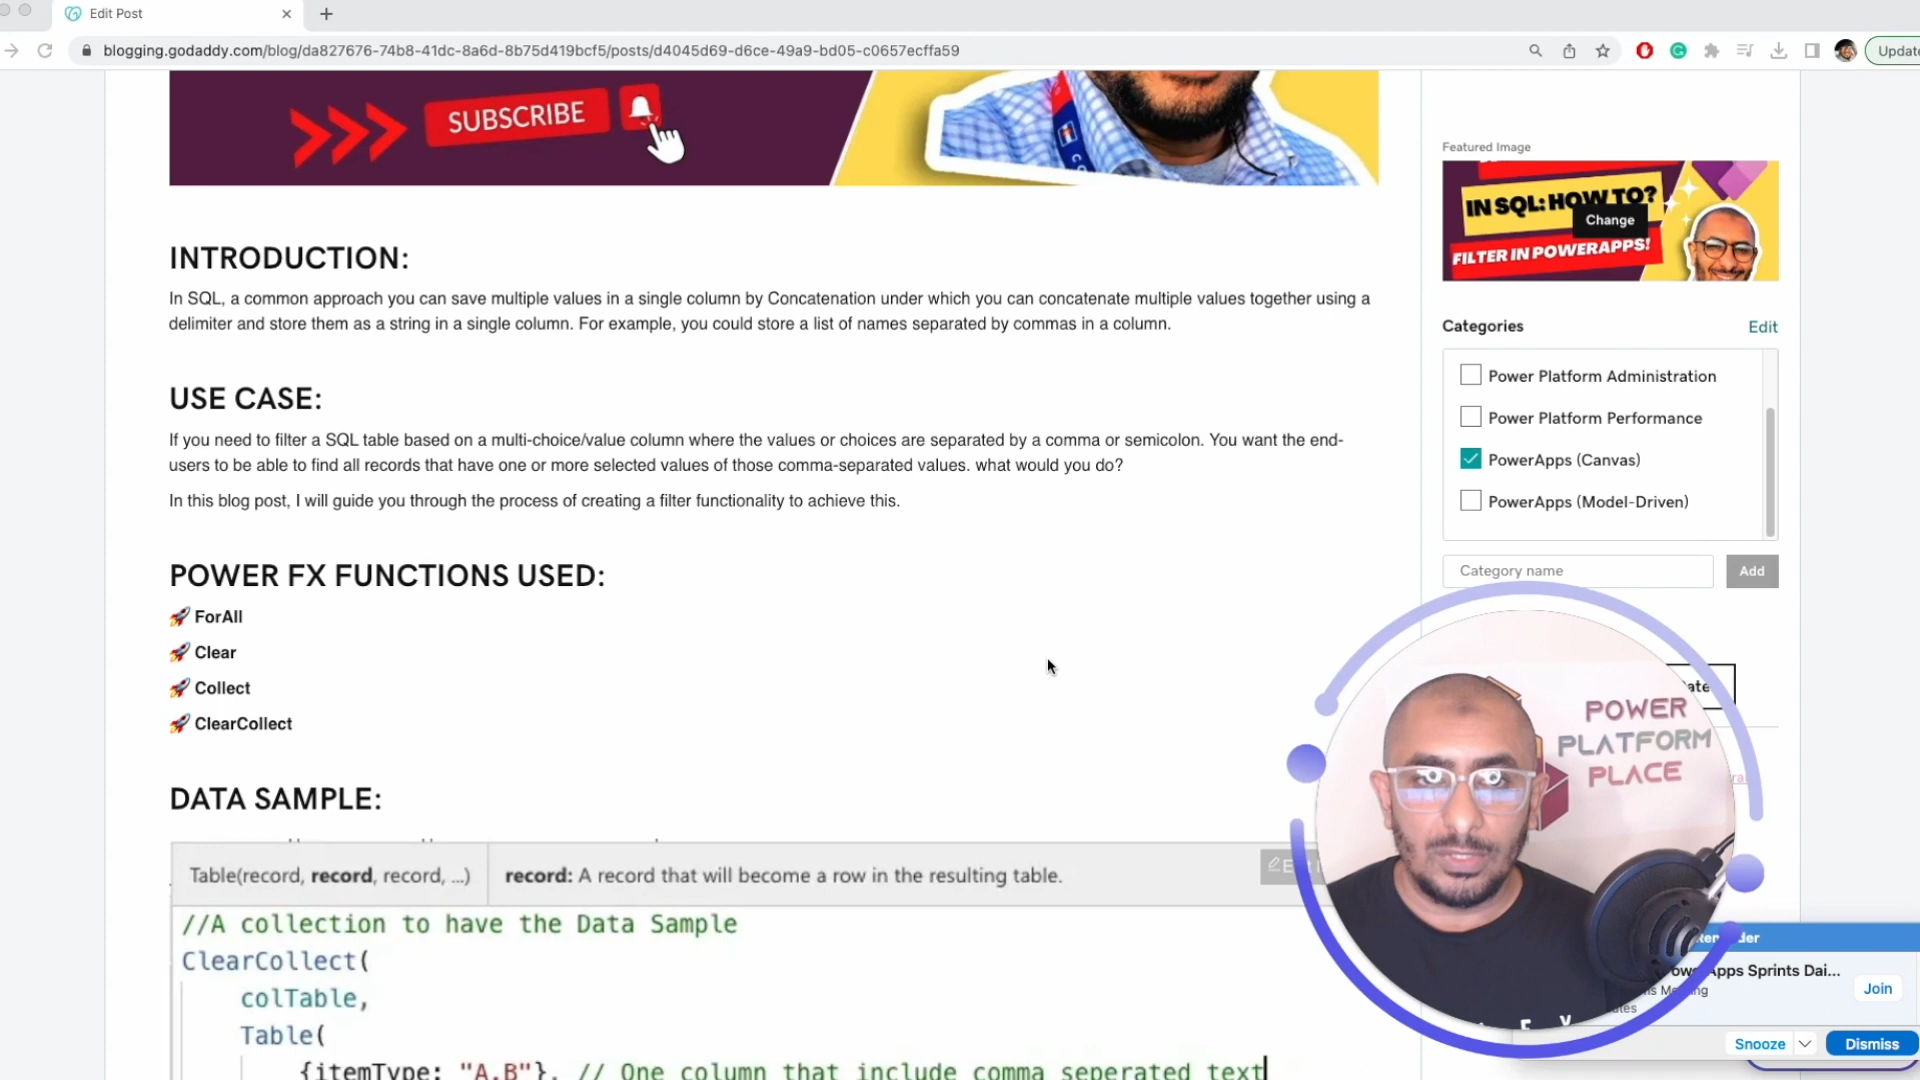 Edit Post
blogging.godaddy.com/blog/da827676-74b8-41dc-8a6d-8b75d419bcf5/posts/d4045d69-d6ce-49a9-bd05-c0657ecffa59
Update
SUBSCRIBE
Featured Image
IN SQL: HOW TO?
Change
FILTER IN POWERAPPS!
INTRODUCTION:
In SQL, a common approach you can save multiple values in a single column by Concatenation under which you can concatenate multiple values together using a
delimiter and store them as a string in a single column. For example, you could store a list of names separated by commas in a column.
Categories
Edit
Power Platform Administration
Power Platform Performance
PowerApps (Canvas)
PowerApps (Model-Driven)
Category name
Add
USE CASE:
If you need to filter a SQL table based on a multi-choice/value column where the values or choices are separated by a comma or semicolon. You want the end-
users to be able to find all records that have one or more selected values of those comma-separated values. what would you do?
In this blog post, I will guide you through the process of creating a filter functionality to achieve this.
POWER FX FUNCTIONS USED:
ForAll
Clear
Collect
ClearCollect
DATA SAMPLE:
Table(record, record, record, ...)
record: A record that will become a row in the resulting table.
//A collection to have the Data Sample
ClearCollect(
colTable,
Table(
{itemType: "A,B"}, // One column that include comma seperated text
POWER
PLATFORM
PLACE
Apps Sprints Dai...
Join
Snooze
Dismiss